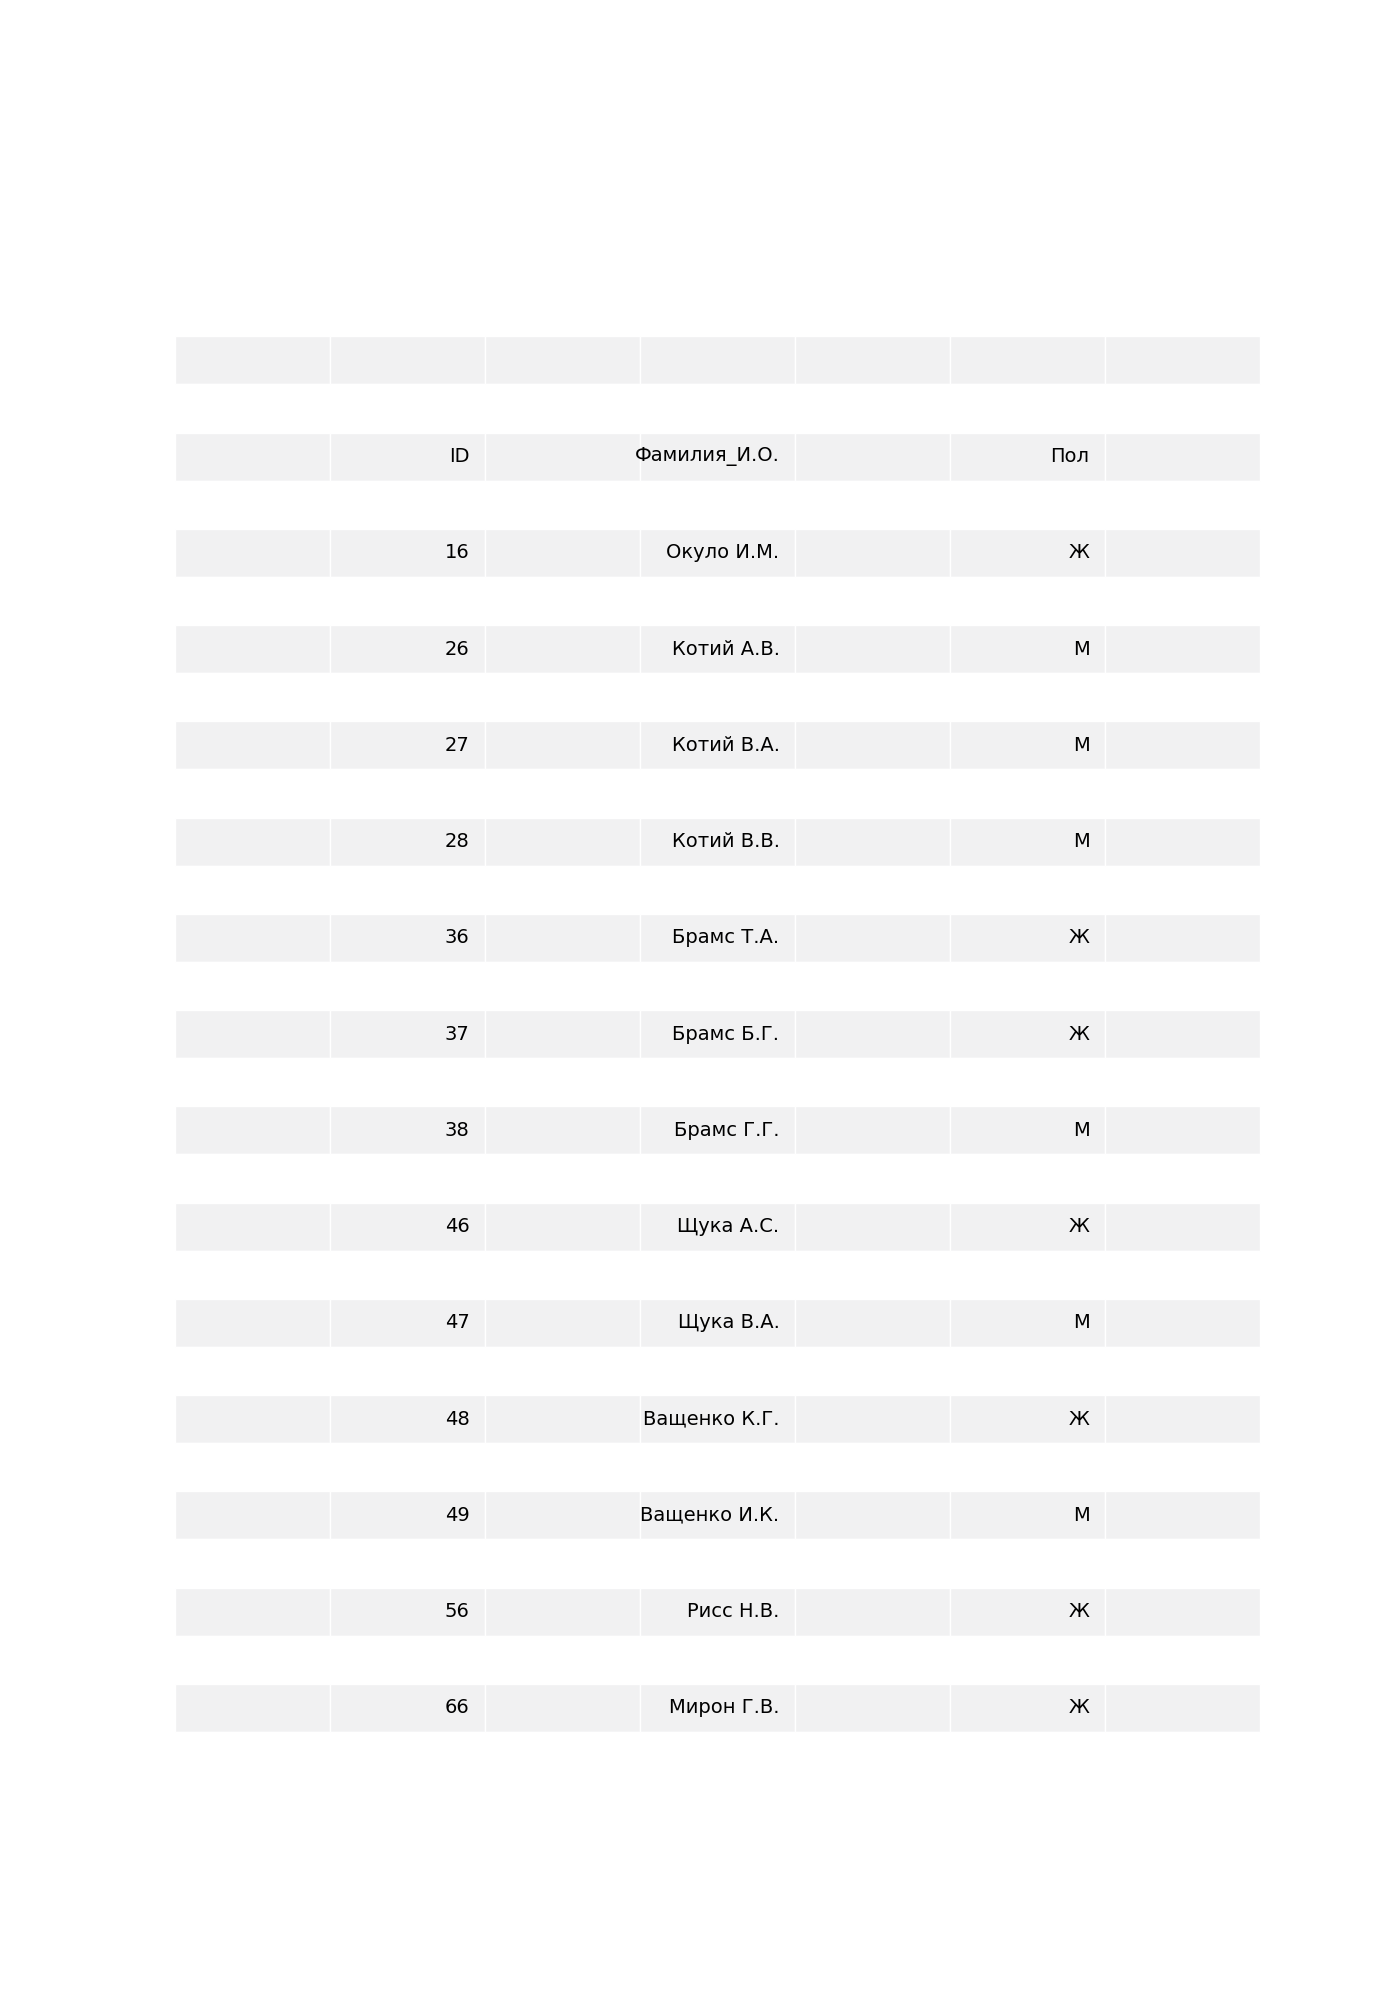 ID Фамилия_И.О. Пол
16 Окуло И.М. Ж
26 Котий А.В. М
27 Котий В.А. М
28 Котий В.В. М
36 Брамс Т.А. Ж
37 Брамс Б.Г. Ж
38 Брамс Г.Г. М
46 Щука А.С. Ж
47 Щука В.А. М
48 Ващенко К.Г. Ж
49 Ващенко И.К. М
56 Рисс Н.В. Ж
66 Мирон Г.В. Ж